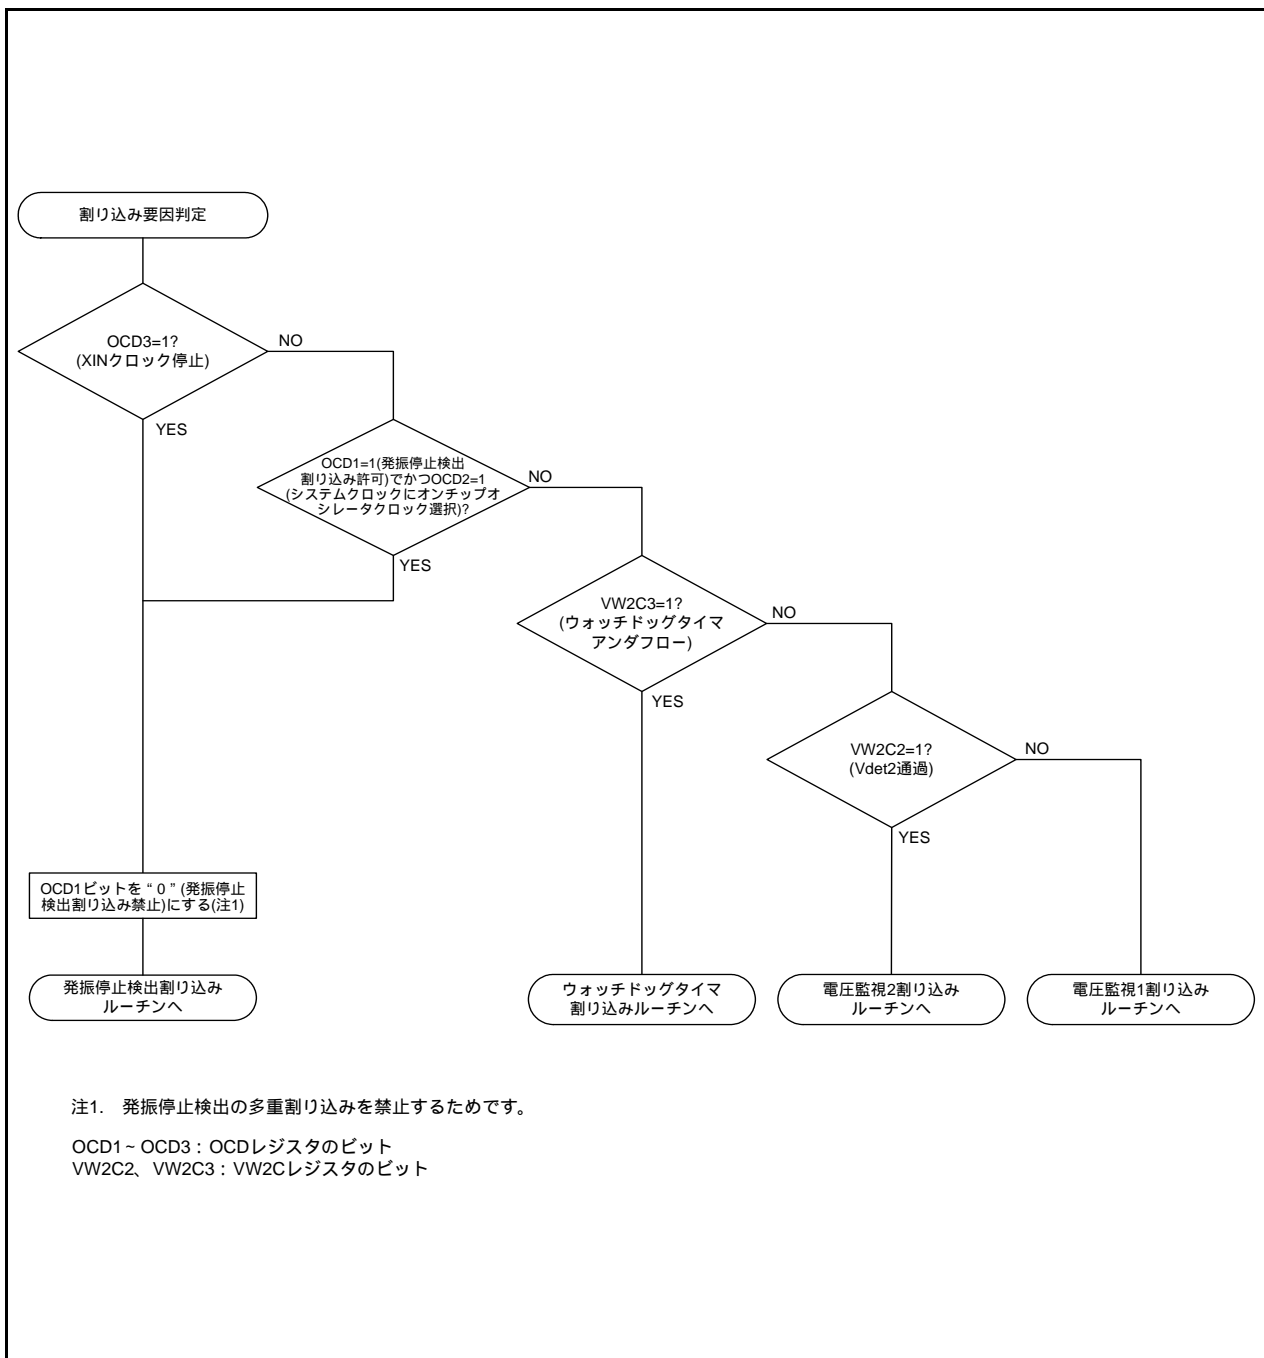 割り込み要因判定
OCD3=1?
(XINクロック停止)
NO
YES
OCD1=1(発振停止検出
割り込み許可)でかつOCD2=1
(システムクロックにオンチップオ
シレータクロック選択)?
NO
YES
VW2C3=1?
(ウォッチドッグタイマ
アンダフロー)
NO
YES
VW2C2=1?
(Vdet2通過)
NO
YES
OCD1ビットを“0”(発振停止
検出割り込み禁止)にする(注1)
発振停止検出割り込み
ルーチンへ
ウォッチドッグタイマ
割り込みルーチンへ
電圧監視2割り込み
ルーチンへ
電圧監視1割り込み
ルーチンへ
注1. 発振停止検出の多重割り込みを禁止するためです。
OCD1~OCD3:OCDレジスタのビット
VW2C2、VW2C3:VW2Cレジスタのビット